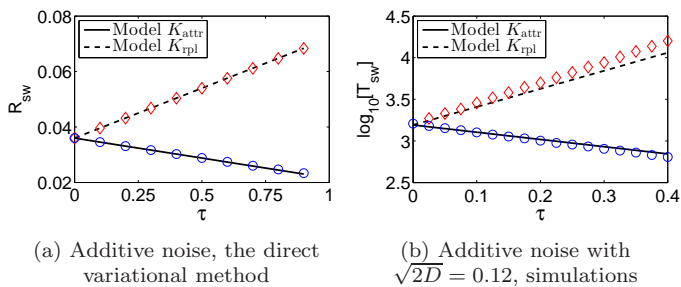 0.08
0.06
0.04
0.02
R_sw
Model K_attr
Model K_rpl
0 0.25 0.5 0.75 1
τ
4.5
4
3.5
3
2.5
log₁₀[T_sw]
Model K_attr
Model K_rpl
0 0.1 0.2 0.3 0.4
τ
(a) Additive noise, the direct
variational method
(b) Additive noise with
√2D = 0.12, simulations